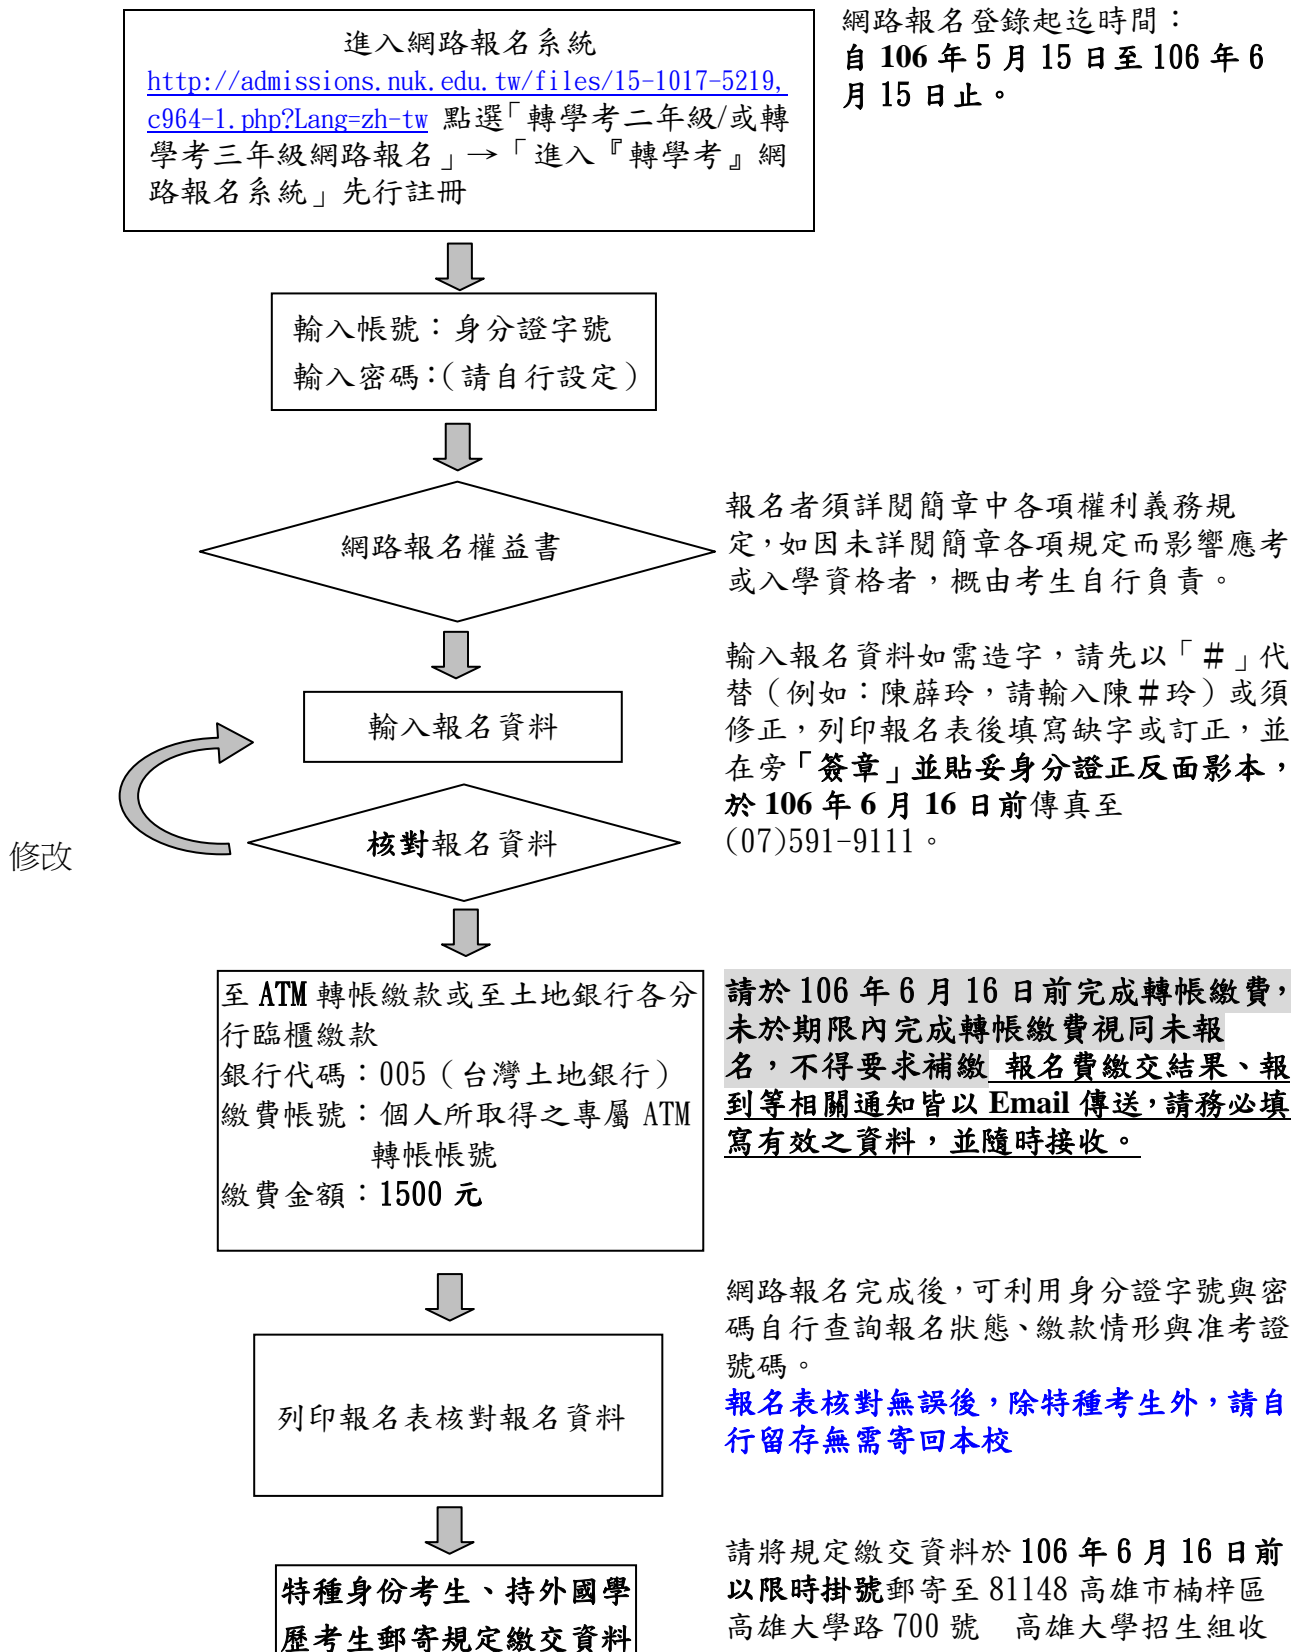 進入網路報名系統
http://admissions.nuk.edu.tw/files/15-1017-5219,
c964-1.php?Lang=zh-tw 點選「轉學考二年級/或轉
學考三年級網路報名」→「進入『轉學考』網
路報名系統」先行註冊
網路報名登錄起迄時間：
自 106 年 5 月 15 日至 106 年 6
月 15 日止。
輸入帳號：身分證字號
輸入密碼：（請自行設定）
網路報名權益書
報名者須詳閱簡章中各項權利義務規
定，如因未詳閱簡章各項規定而影響應考
或入學資格者，概由考生自行負責。
輸入報名資料
輸入報名資料如需造字，請先以「＃」代
替（例如：陳薜玲，請輸入陳＃玲）或須
修正，列印報名表後填寫缺字或訂正，並
在旁「簽章」並貼妥身分證正反面影本，
於 106 年 6 月 16 日前傳真至
(07)591-9111。
修改
核對報名資料
至 ATM 轉帳繳款或至土地銀行各分
行臨櫃繳款
銀行代碼：005（台灣土地銀行）
繳費帳號：個人所取得之專屬 ATM
轉帳帳號
繳費金額：1500 元
請於 106 年 6 月 16 日前完成轉帳繳費，
未於期限內完成轉帳繳費視同未報
名，不得要求補繳 報名費繳交結果、報
到等相關通知皆以 Email 傳送，請務必填
寫有效之資料，並隨時接收。
列印報名表核對報名資料
網路報名完成後，可利用身分證字號與密
碼自行查詢報名狀態、繳款情形與准考證
號碼。
報名表核對無誤後，除特種考生外，請自
行留存無需寄回本校
特種身份考生、持外國學
歷考生郵寄規定繳交資料
請將規定繳交資料於 106 年 6 月 16 日前
以限時掛號郵寄至 81148 高雄市楠梓區
高雄大學路 700 號　高雄大學招生組收